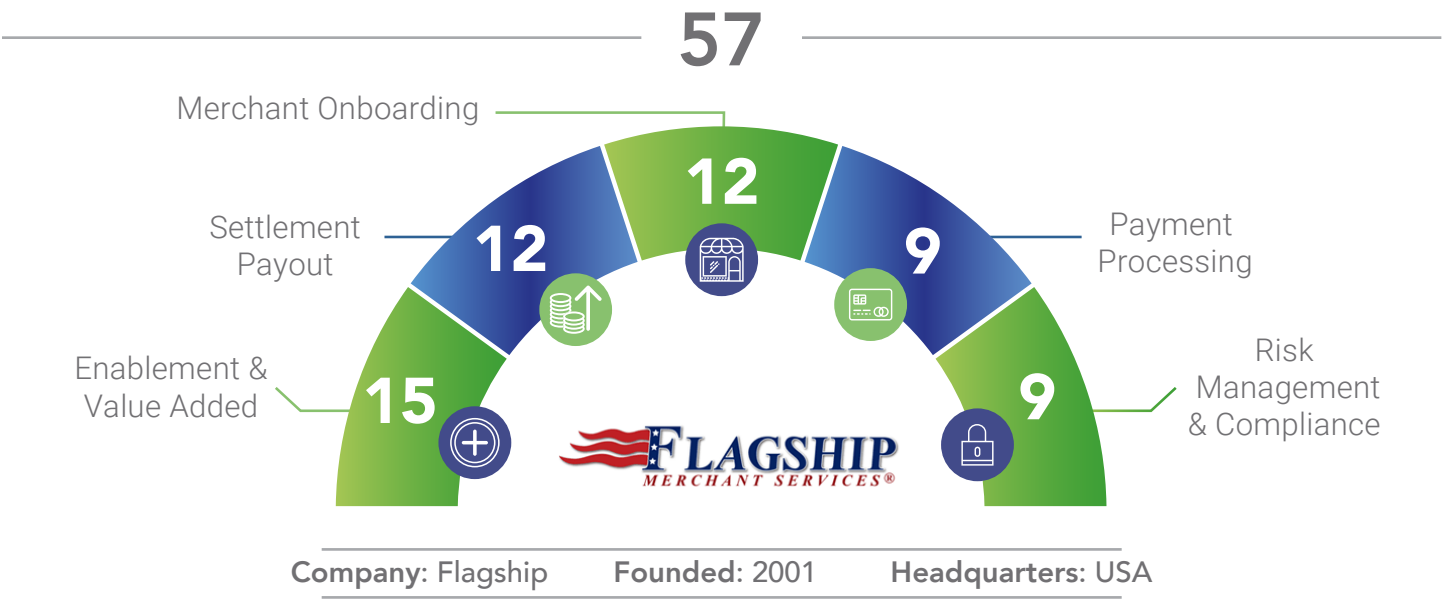 57
Merchant Onboarding
12
Settlement
Payout
12
9
Payment
Processing
Enablement &
Value Added
15
9
Risk
Management
& Compliance
0
FLAGSHIP
MERCHANT SERVICES®
Company: Flagship Founded: 2001 Headquarters: USA